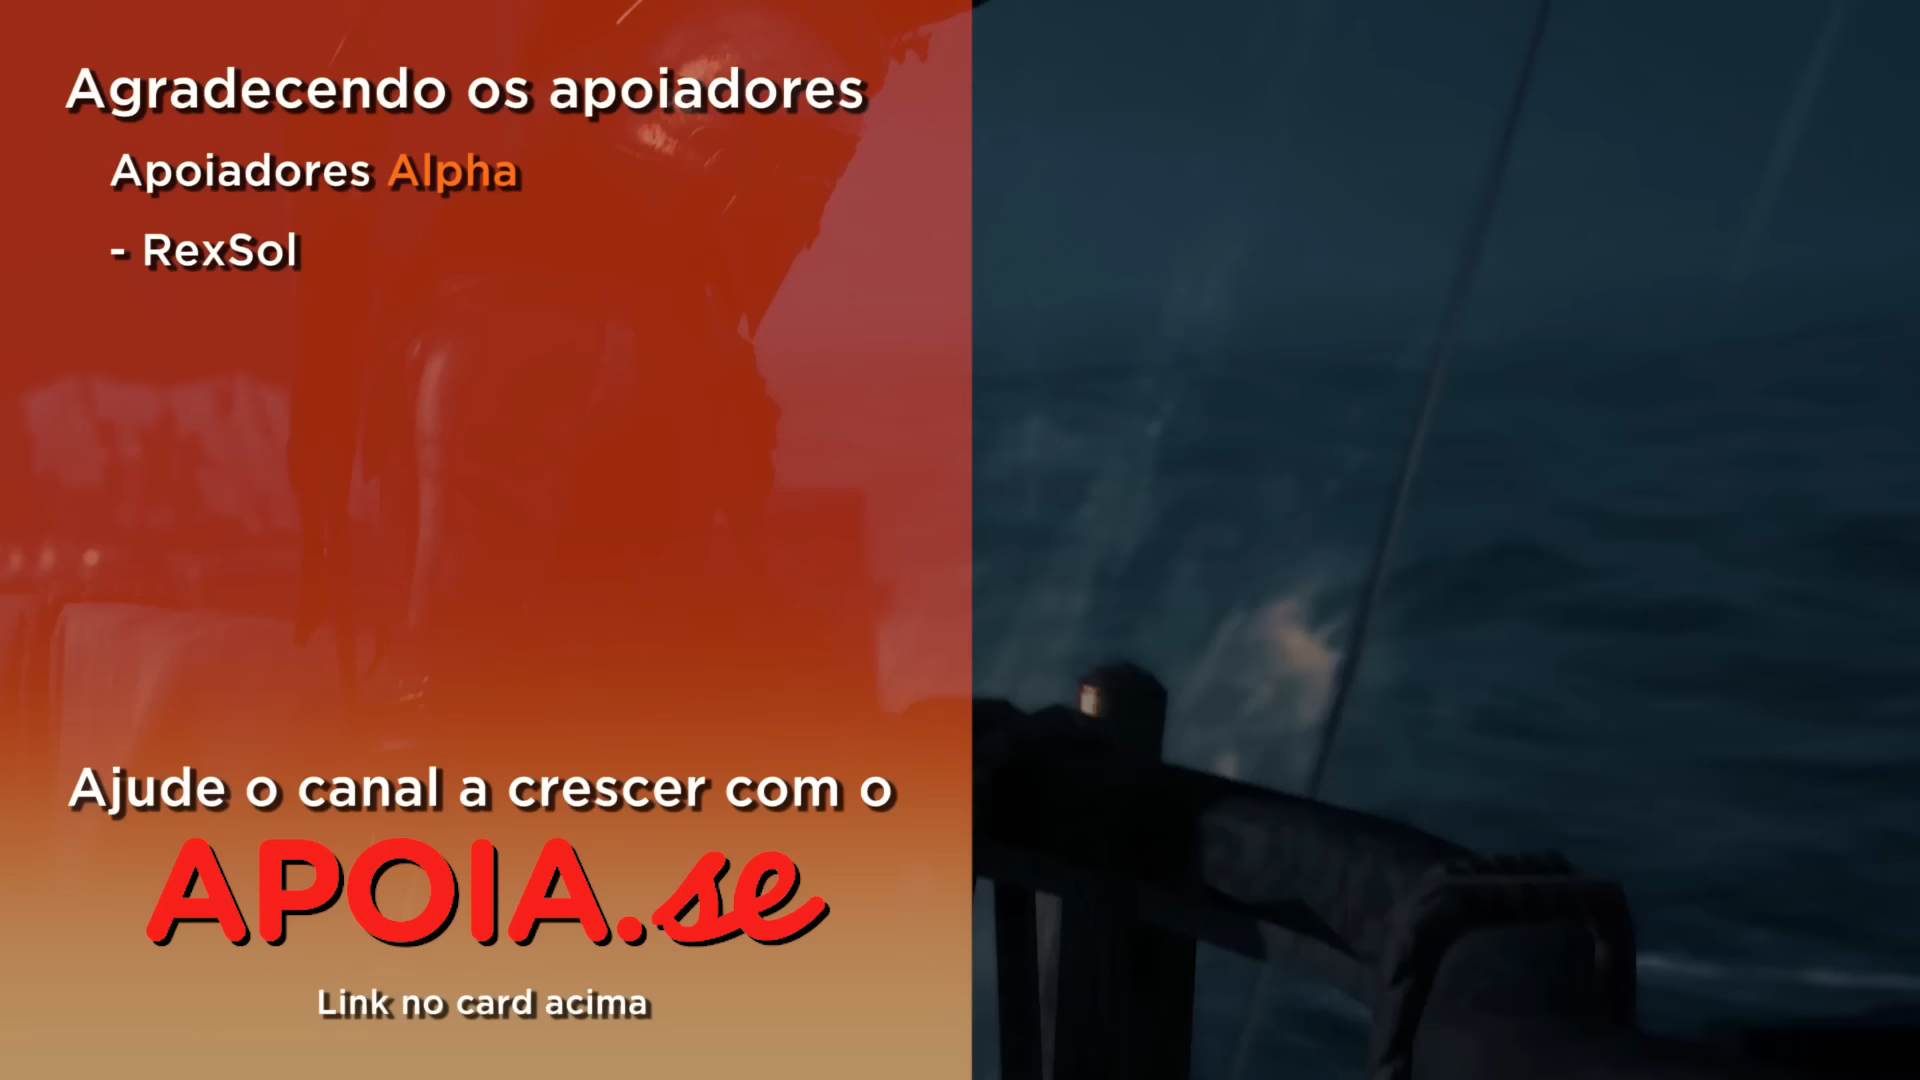 Agradecendo os apoiadores
Apoiadores Alpha
- RexSol
Ajude o canal a crescer com o
APOIA.se
Link no card acima